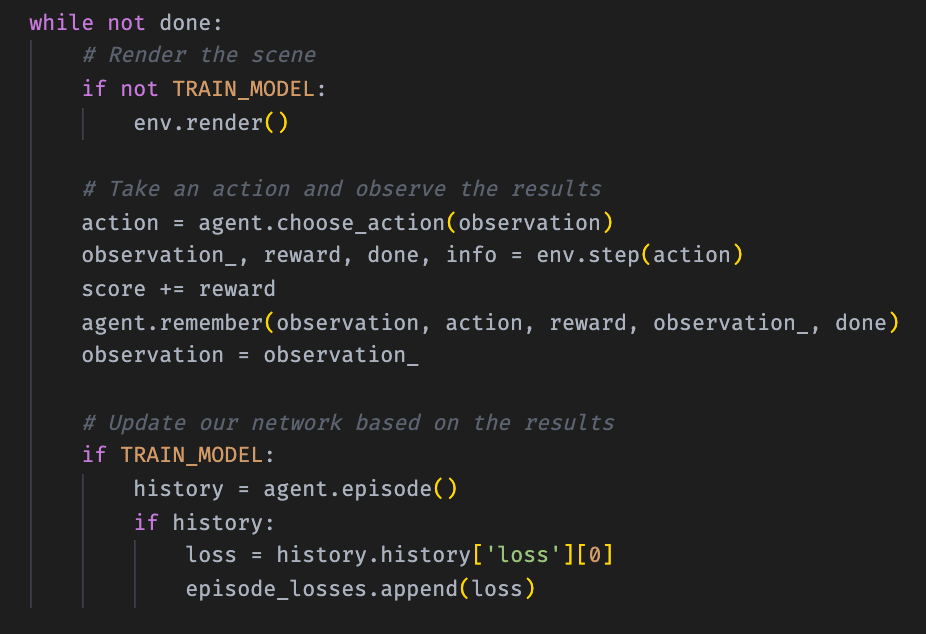 while not done:
    # Render the scene
    if not TRAIN_MODEL:
        env.render()

    # Take an action and observe the results
    action = agent.choose_action(observation)
    observation_, reward, done, info = env.step(action)
    score += reward
    agent.remember(observation, action, reward, observation_, done)
    observation = observation_

    # Update our network based on the results
    if TRAIN_MODEL:
        history = agent.episode()
        if history:
            loss = history.history['loss'][0]
            episode_losses.append(loss)